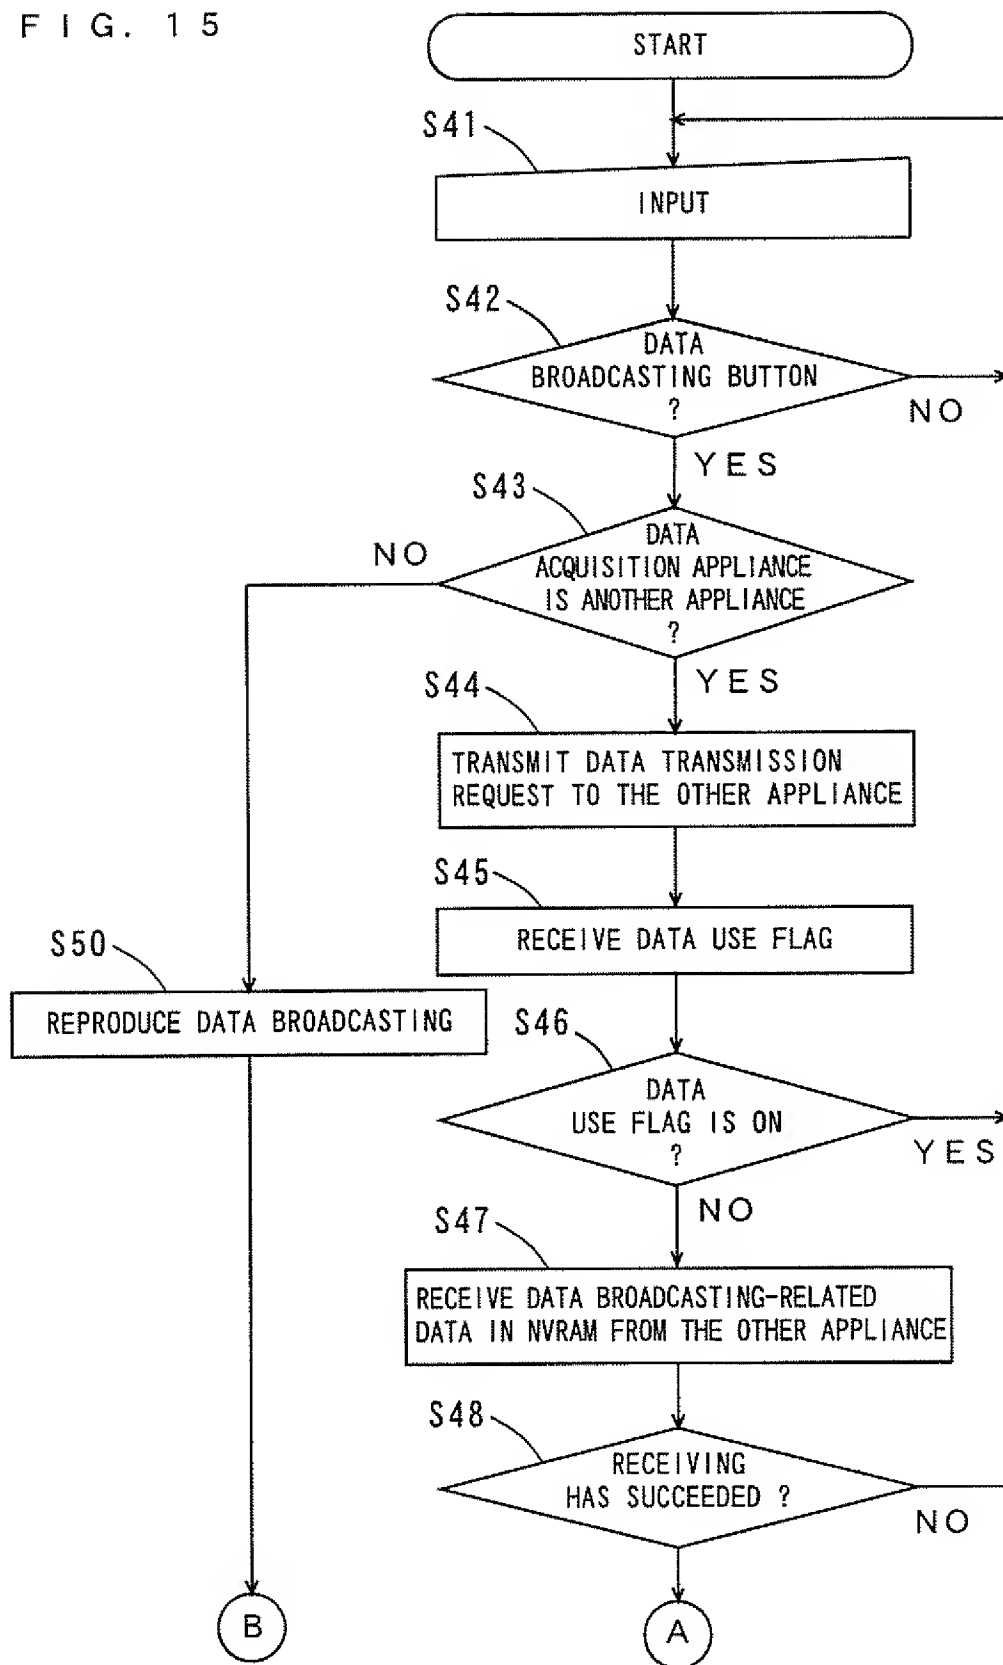 FIG. 15
START
S41
INPUT
S42
DATA
BROADCASTING BUTTON
?
NO
YES
S43
DATA
ACQUISITION APPLIANCE
IS ANOTHER APPLIANCE
?
NO
YES
S44
TRANSMIT DATA TRANSMISSION
REQUEST TO THE OTHER APPLIANCE
S45
RECEIVE DATA USE FLAG
S50
REPRODUCE DATA BROADCASTING
S46
DATA
USE FLAG IS ON
?
YES
NO
S47
RECEIVE DATA BROADCASTING-RELATED
DATA IN NVRAM FROM THE OTHER APPLIANCE
S48
RECEIVING
HAS SUCCEEDED ?
NO
B
A